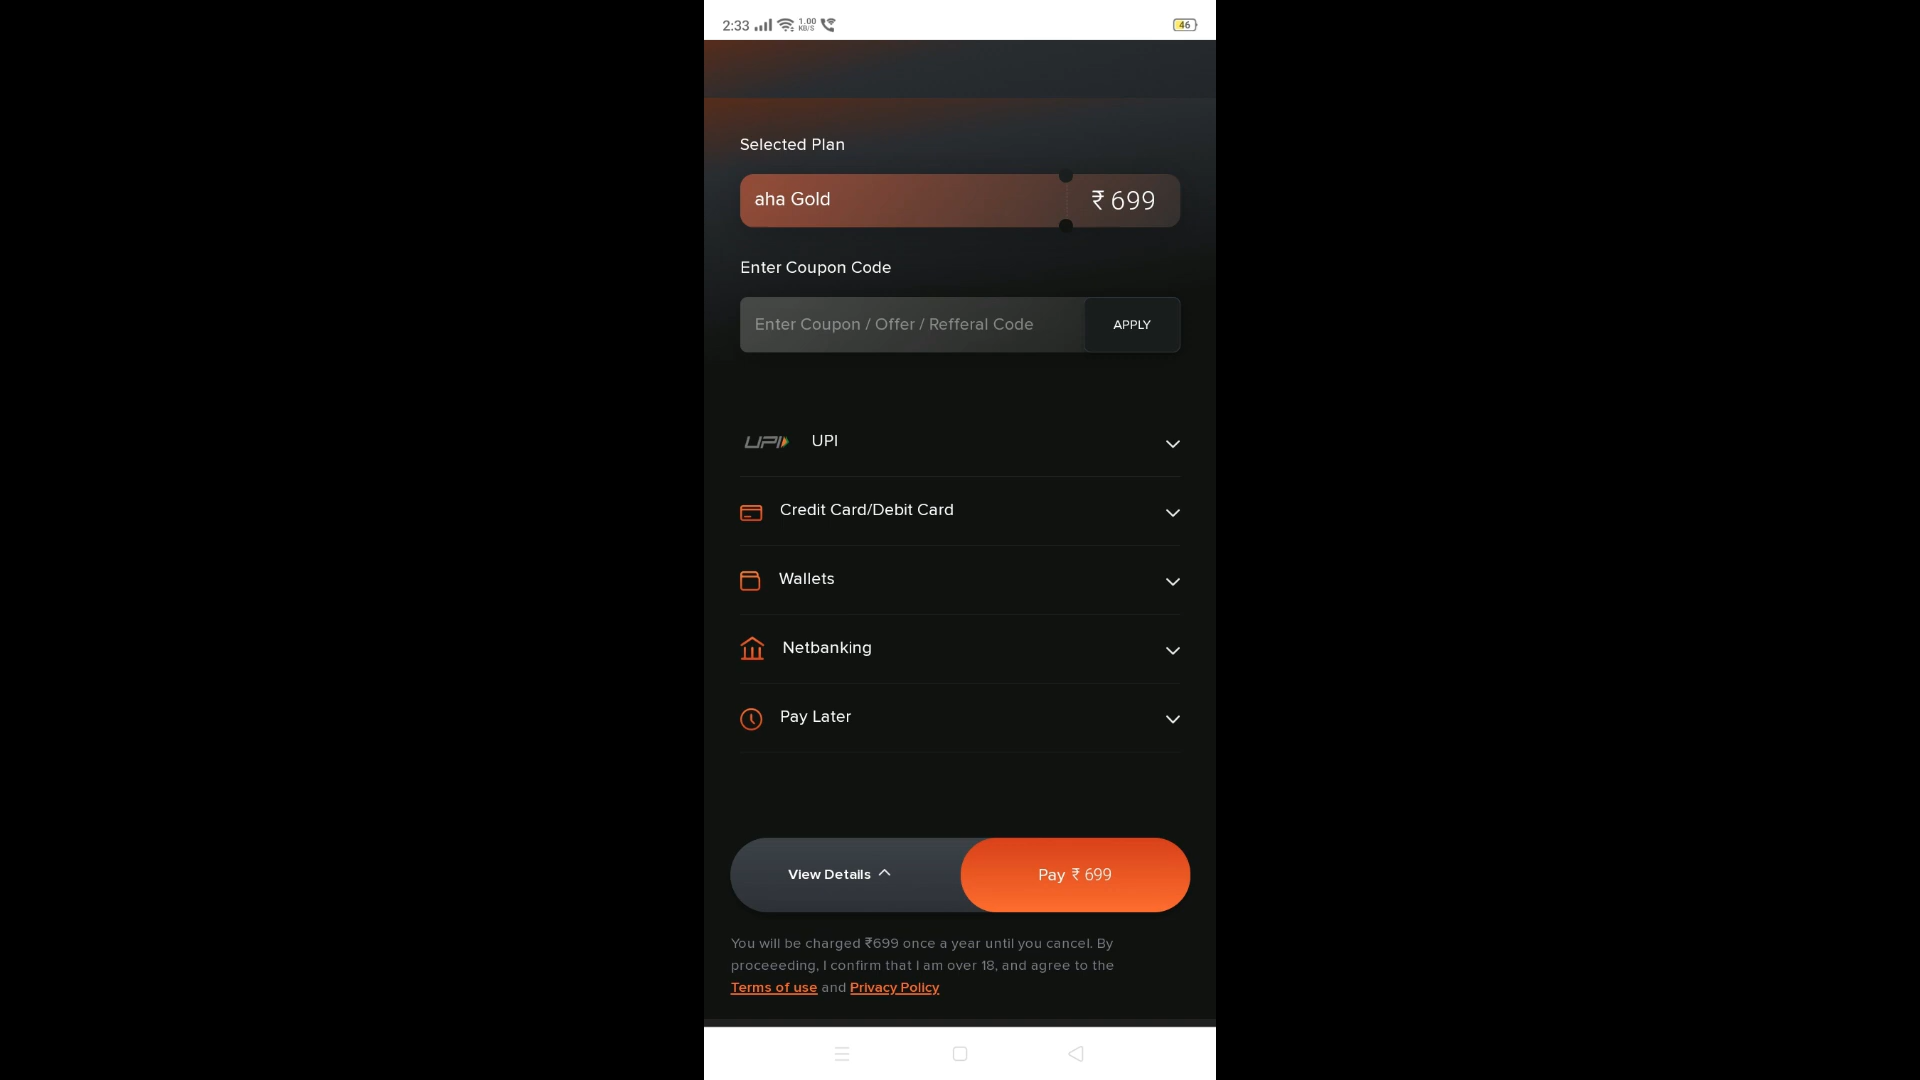 2:33 1.00 KB/S 46
Selected Plan
aha Gold ₹ 699
Enter Coupon Code
Enter Coupon / Offer / Refferal Code APPLY
UPI UPI
Credit Card/Debit Card
Wallets
Netbanking
Pay Later
View Details Pay ₹ 699
You will be charged ₹699 once a year until you cancel. By
proceeeding, I confirm that I am over 18, and agree to the
Terms of use and Privacy Policy